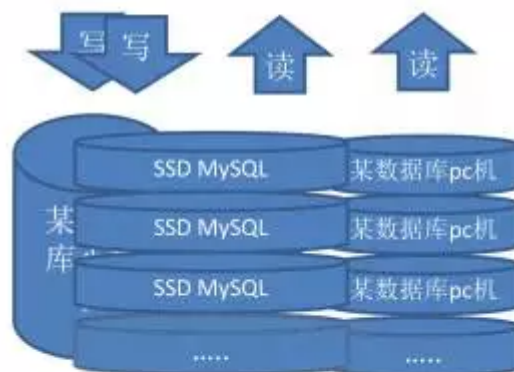 写 写 读 读
SSD MySQL 某数据库pc机
某
库
SSD MySQL 某数据库pc机
SSD MySQL 某数据库pc机
..... .....